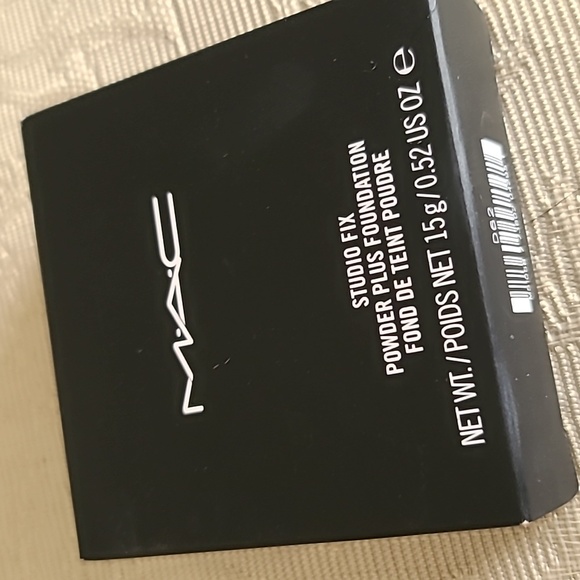 M·A·C
STUDIO FIX
POWDER PLUS FOUNDATION
FOND DE TEINT POUDRE
NET WT. / POIDS NET 15 g / 0.52 US OZ ℮